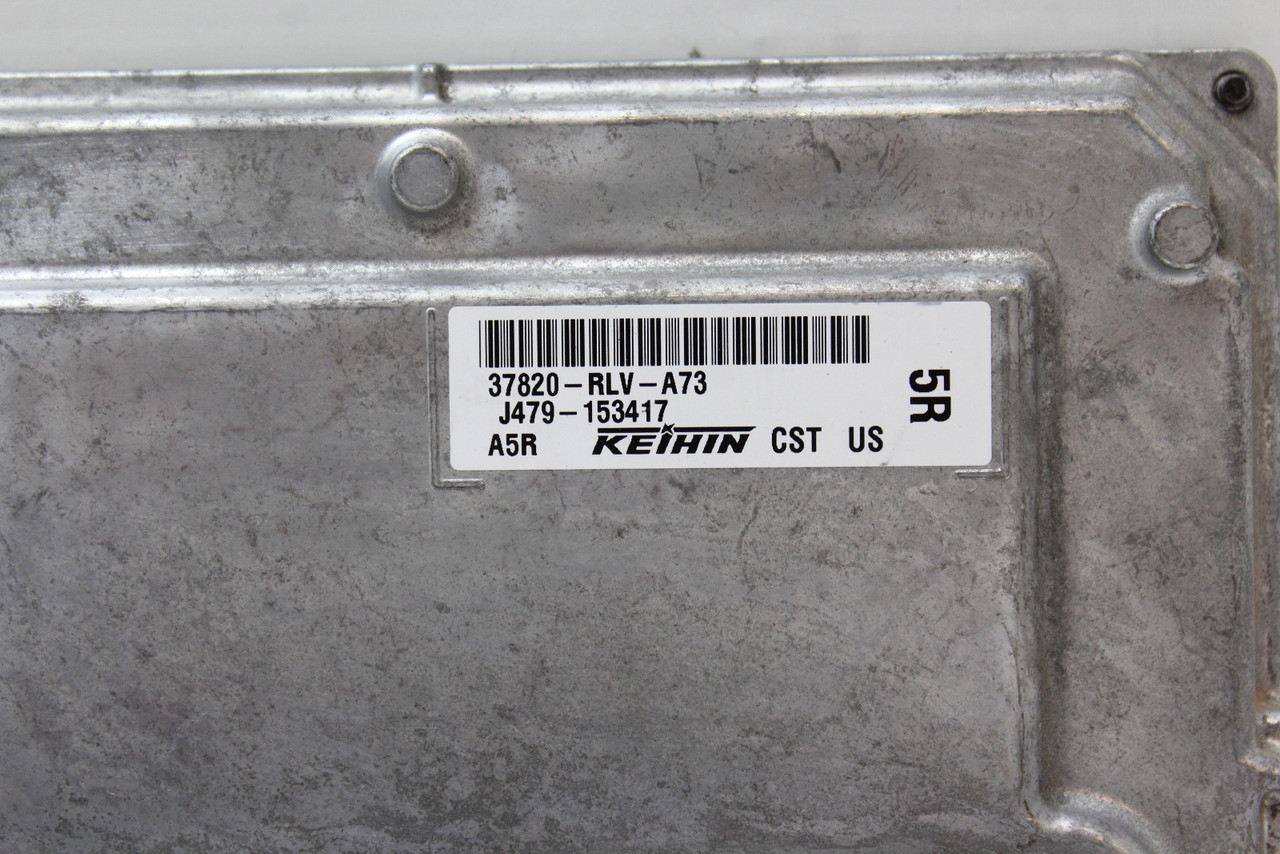 37820-RLV-A73
J479-153417
A5R KEIHIN CST US
5R